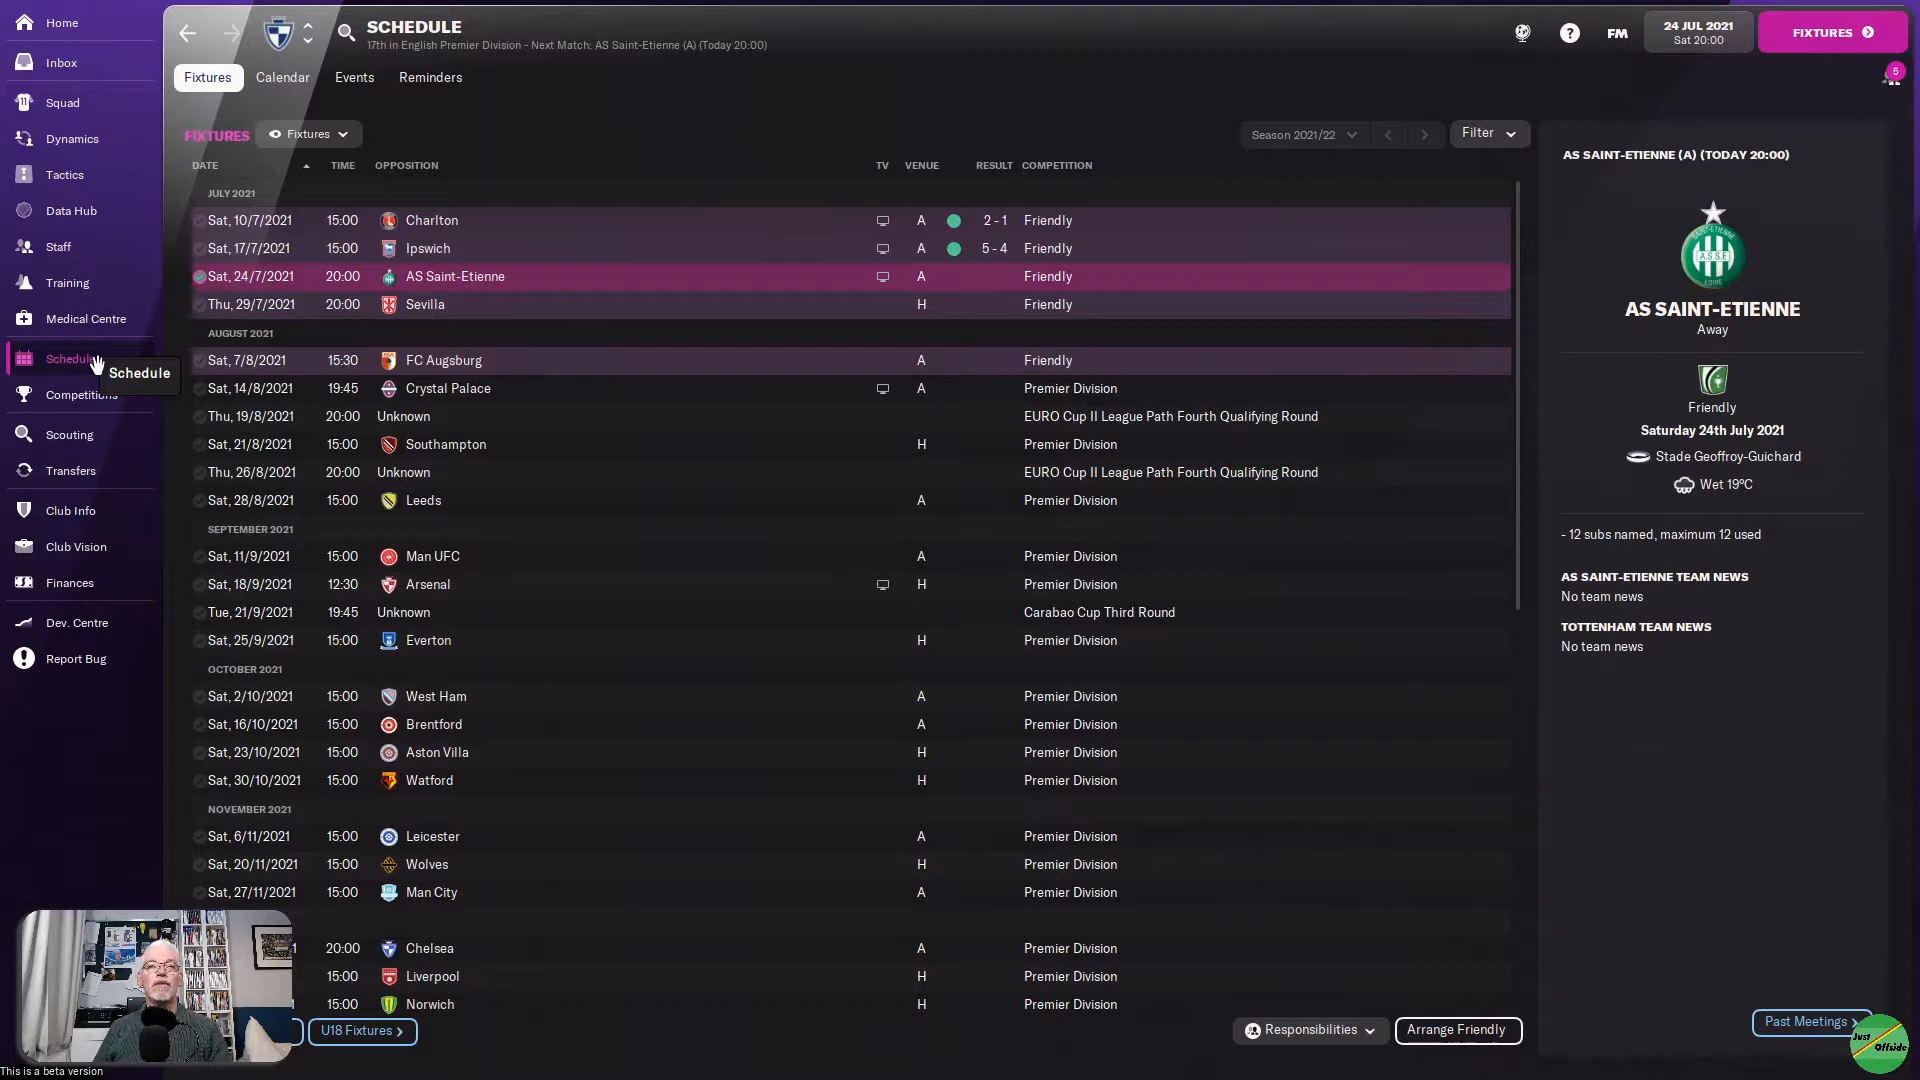 Home
Inbox
Squad
Dynamics
Tactics
Data Hub
Staff
Training
Medical Centre
Schedule
Schedule
Competitions
Scouting
Transfers
Club Info
Club Vision
Finances
Dev. Centre
Report Bug
SCHEDULE
17th in English Premier Division - Next Match: AS Saint-Etienne (A) (Today 20:00)
FM
24 JUL 2021
Sat 20:00
FIXTURES
5
Fixtures Calendar Events Reminders
FIXTURES Fixtures
Season 2021/22 Filter
DATE TIME OPPOSITION TV VENUE RESULT COMPETITION
JULY 2021
Sat, 10/7/2021 15:00 Charlton A 2 - 1 Friendly
Sat, 17/7/2021 15:00 Ipswich A 5 - 4 Friendly
Sat, 24/7/2021 20:00 AS Saint-Etienne A Friendly
Thu, 29/7/2021 20:00 Sevilla H Friendly
AUGUST 2021
Sat, 7/8/2021 15:30 FC Augsburg A Friendly
Sat, 14/8/2021 19:45 Crystal Palace A Premier Division
Thu, 19/8/2021 20:00 Unknown EURO Cup II League Path Fourth Qualifying Round
Sat, 21/8/2021 15:00 Southampton H Premier Division
Thu, 26/8/2021 20:00 Unknown EURO Cup II League Path Fourth Qualifying Round
Sat, 28/8/2021 15:00 Leeds A Premier Division
SEPTEMBER 2021
Sat, 11/9/2021 15:00 Man UFC A Premier Division
Sat, 18/9/2021 12:30 Arsenal H Premier Division
Tue, 21/9/2021 19:45 Unknown Carabao Cup Third Round
Sat, 25/9/2021 15:00 Everton H Premier Division
OCTOBER 2021
Sat, 2/10/2021 15:00 West Ham A Premier Division
Sat, 16/10/2021 15:00 Brentford A Premier Division
Sat, 23/10/2021 15:00 Aston Villa H Premier Division
Sat, 30/10/2021 15:00 Watford H Premier Division
NOVEMBER 2021
Sat, 6/11/2021 15:00 Leicester A Premier Division
Sat, 20/11/2021 15:00 Wolves H Premier Division
Sat, 27/11/2021 15:00 Man City A Premier Division
20:00 Chelsea A Premier Division
15:00 Liverpool H Premier Division
15:00 Norwich H Premier Division
U18 Fixtures
Responsibilities
Arrange Friendly
AS SAINT-ETIENNE (A) (TODAY 20:00)
SAINT-ETIENNE
A.S.S.E
LOIRE
AS SAINT-ETIENNE
Away
Friendly
Saturday 24th July 2021
Stade Geoffroy-Guichard
Wet 19ºC
- 12 subs named, maximum 12 used
AS SAINT-ETIENNE TEAM NEWS
No team news
TOTTENHAM TEAM NEWS
No team news
Past Meetings
Just
Offside
This is a beta version